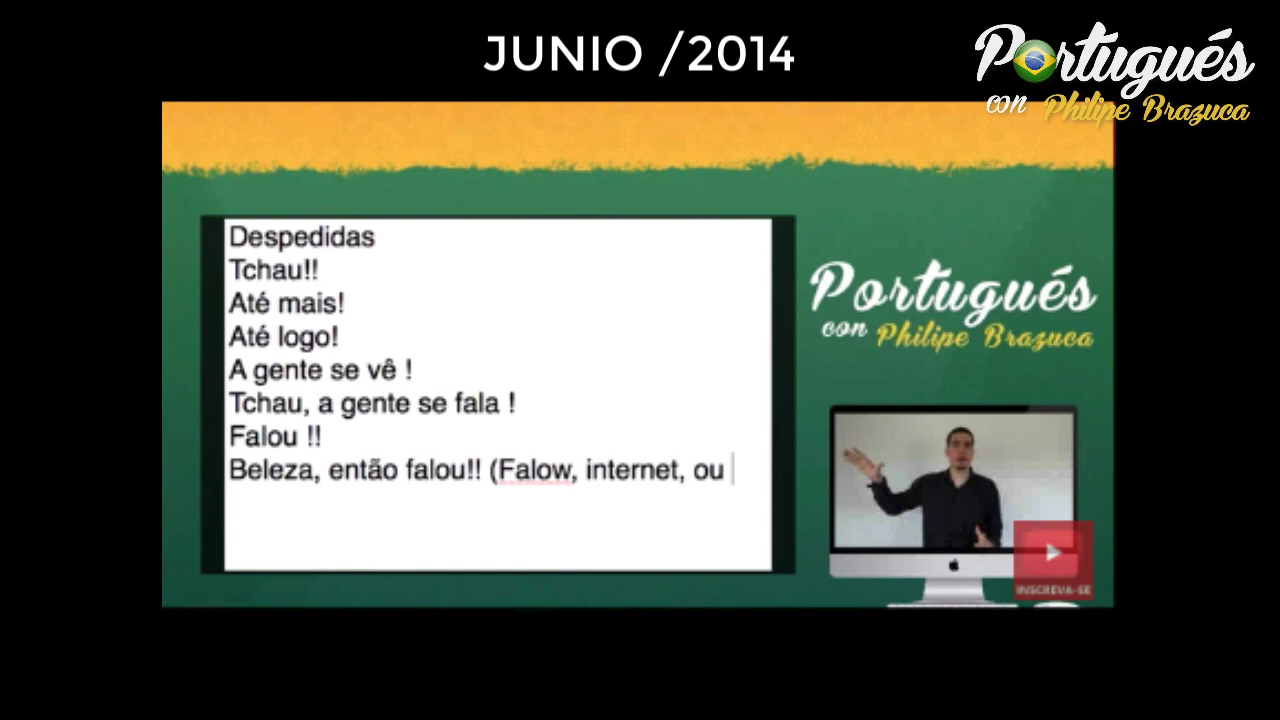 JUNIO /2014
Portugués
con Philipe Brazuca
Despedidas
Tchau!!
Até mais!
Até logo!
A gente se vê !
Tchau, a gente se fala !
Falou !!
Beleza, então falou!! (Falow, internet, ou
Portugués
con Philipe Brazuca
INSCREVA-SE